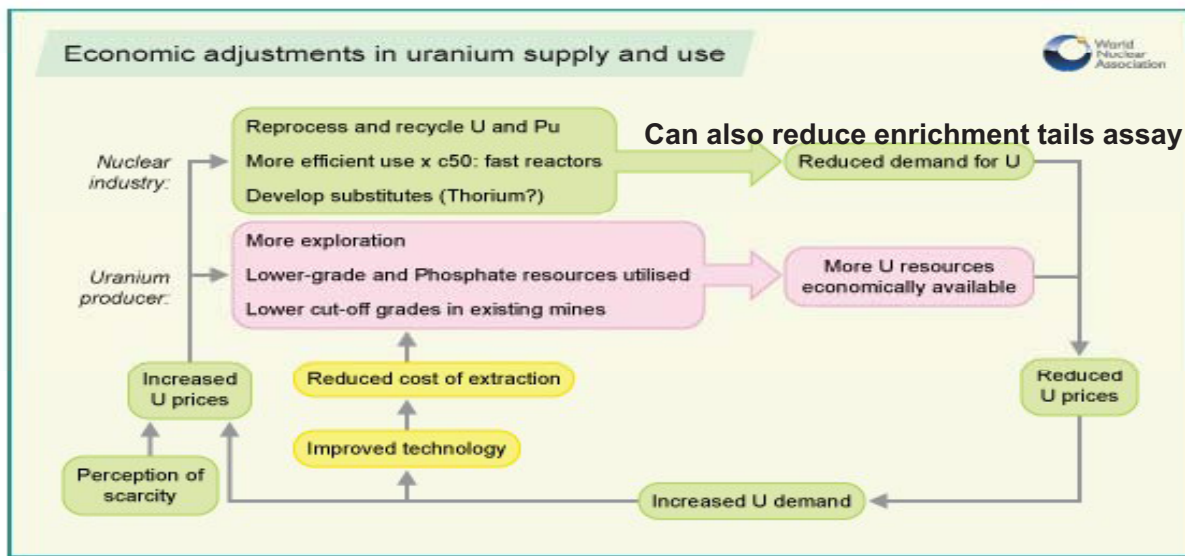 Economic adjustments in uranium supply and use
World
Nuclear
Association
Nuclear
industry:
Reprocess and recycle U and Pu
More efficient use x c50: fast reactors
Develop substitutes (Thorium?)
Can also reduce enrichment tails assay
Reduced demand for U
Uranium
producer:
More exploration
Lower-grade and Phosphate resources utilised
Lower cut-off grades in existing mines
More U resources
economically available
Increased
U prices
Reduced cost of extraction
Reduced
U prices
Improved technology
Perception of
scarcity
Increased U demand